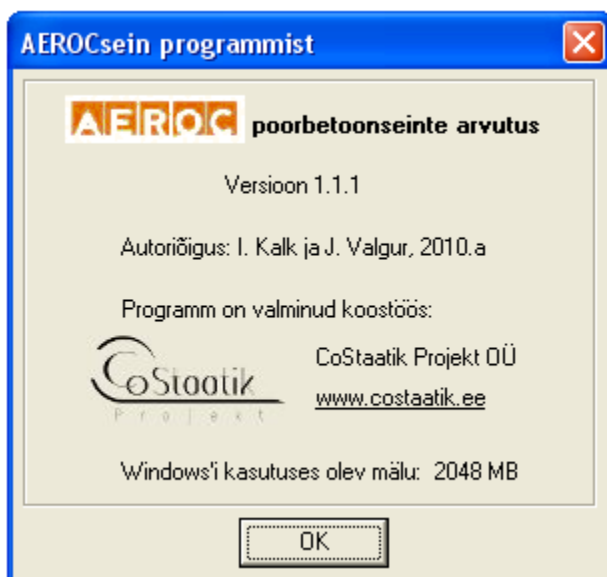 AEROCsein programmist
AEROC poorbetoonseinte arvutus
Versioon 1.1.1
Autoriõigus: I. Kalk ja J. Valgur, 2010.a
Programm on valminud koostöös:
CoStaatik
Projekt
CoStaatik Projekt OÜ
www.costaatik.ee
Windows'i kasutuses olev mälu: 2048 MB
OK